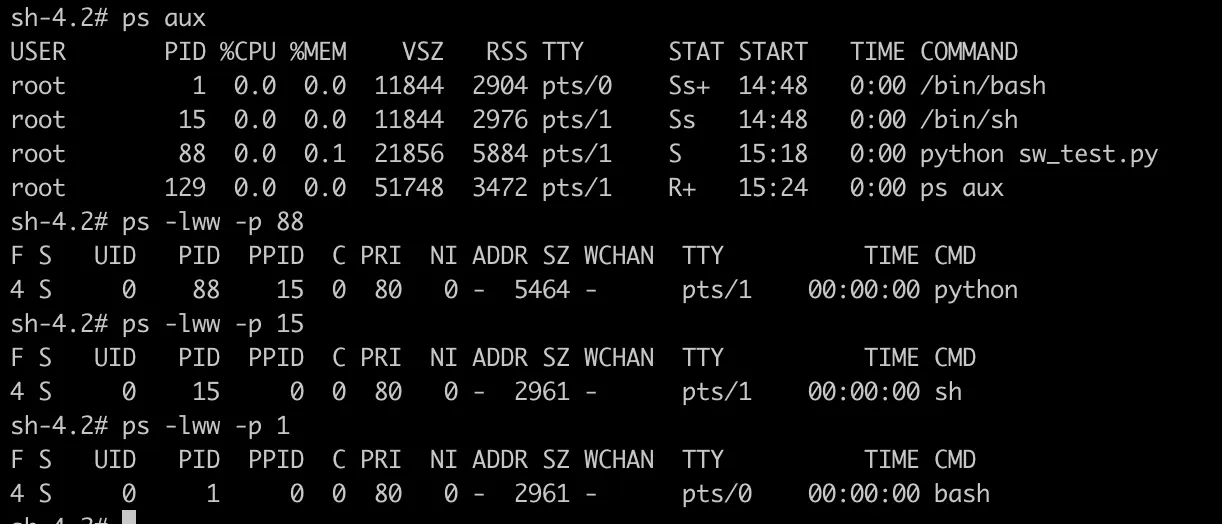 sh-4.2# ps aux
USER       PID %CPU %MEM    VSZ   RSS TTY      STAT START   TIME COMMAND
root         1  0.0  0.0  11844  2904 pts/0    Ss+  14:48   0:00 /bin/bash
root        15  0.0  0.0  11844  2976 pts/1    Ss   14:48   0:00 /bin/sh
root        88  0.0  0.1  21856  5884 pts/1    S    15:18   0:00 python sw_test.py
root       129  0.0  0.0  51748  3472 pts/1    R+   15:24   0:00 ps aux
sh-4.2# ps -lww -p 88
F S   UID   PID  PPID  C PRI  NI ADDR SZ WCHAN  TTY          TIME CMD
4 S     0    88    15  0  80   0 -  5464 -      pts/1    00:00:00 python
sh-4.2# ps -lww -p 15
F S   UID   PID  PPID  C PRI  NI ADDR SZ WCHAN  TTY          TIME CMD
4 S     0    15     0  0  80   0 -  2961 -      pts/1    00:00:00 sh
sh-4.2# ps -lww -p 1
F S   UID   PID  PPID  C PRI  NI ADDR SZ WCHAN  TTY          TIME CMD
4 S     0     1     0  0  80   0 -  2961 -      pts/0    00:00:00 bash
sh-4.2#